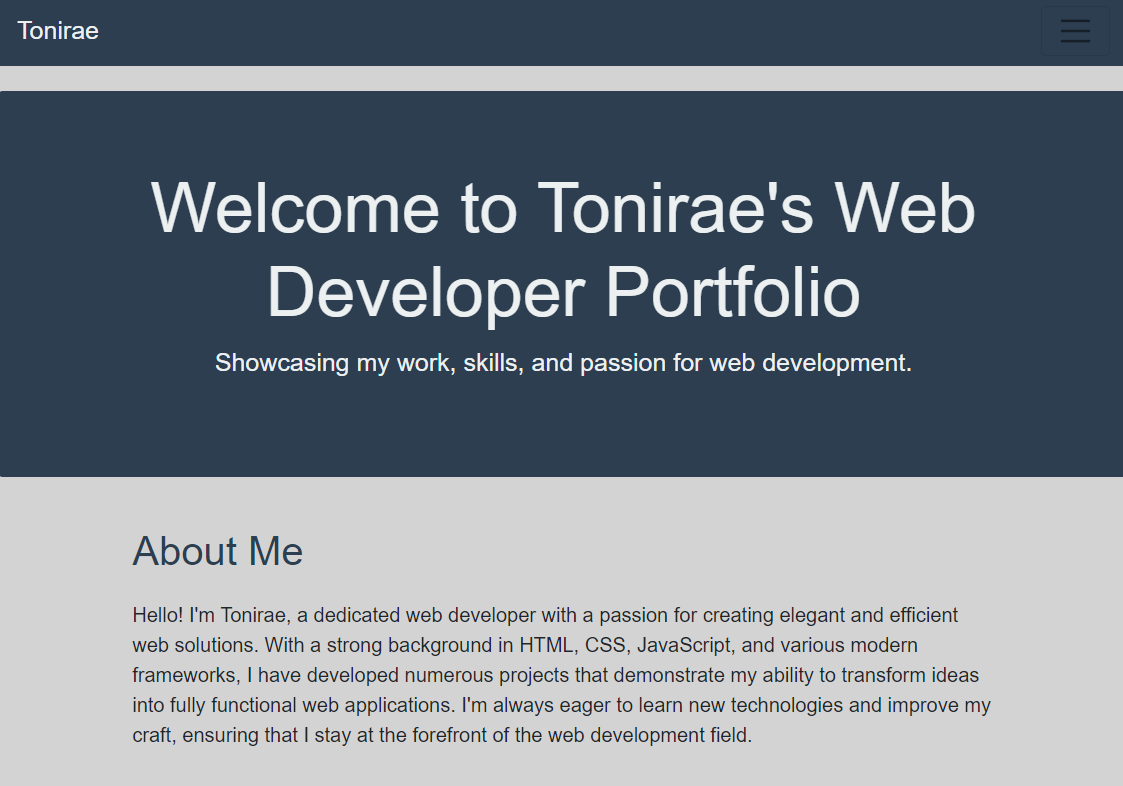 Tonirae
Welcome to Tonirae's Web
Developer Portfolio
Showcasing my work, skills, and passion for web development.
About Me
Hello! I'm Tonirae, a dedicated web developer with a passion for creating elegant and efficient
web solutions. With a strong background in HTML, CSS, JavaScript, and various modern
frameworks, I have developed numerous projects that demonstrate my ability to transform ideas
into fully functional web applications. I'm always eager to learn new technologies and improve my
craft, ensuring that I stay at the forefront of the web development field.